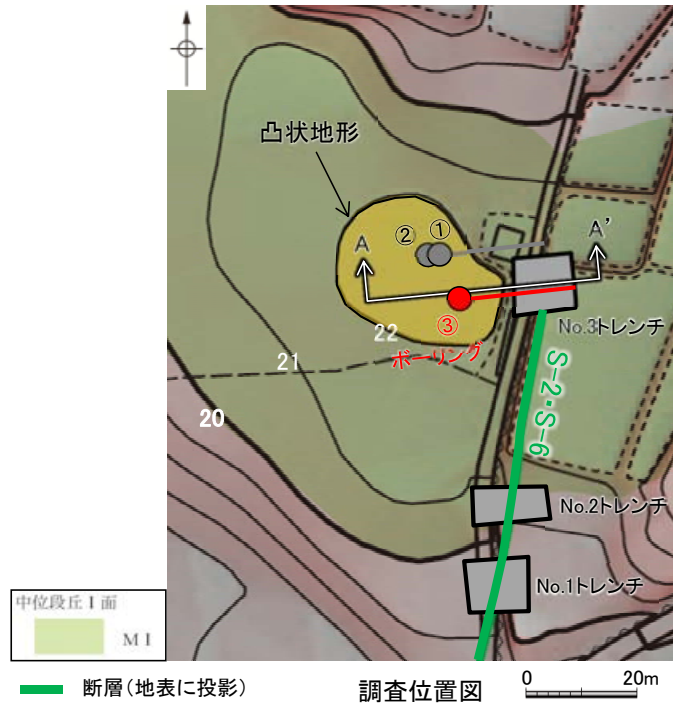 凸状地形
② ①
A A’
No.3トレンチ
③
22
ボーリング
21
S-2・S-6
20
No.2トレンチ
No.1トレンチ
中位段丘Ⅰ面
MⅠ
断層(地表に投影)
調査位置図
0 20m